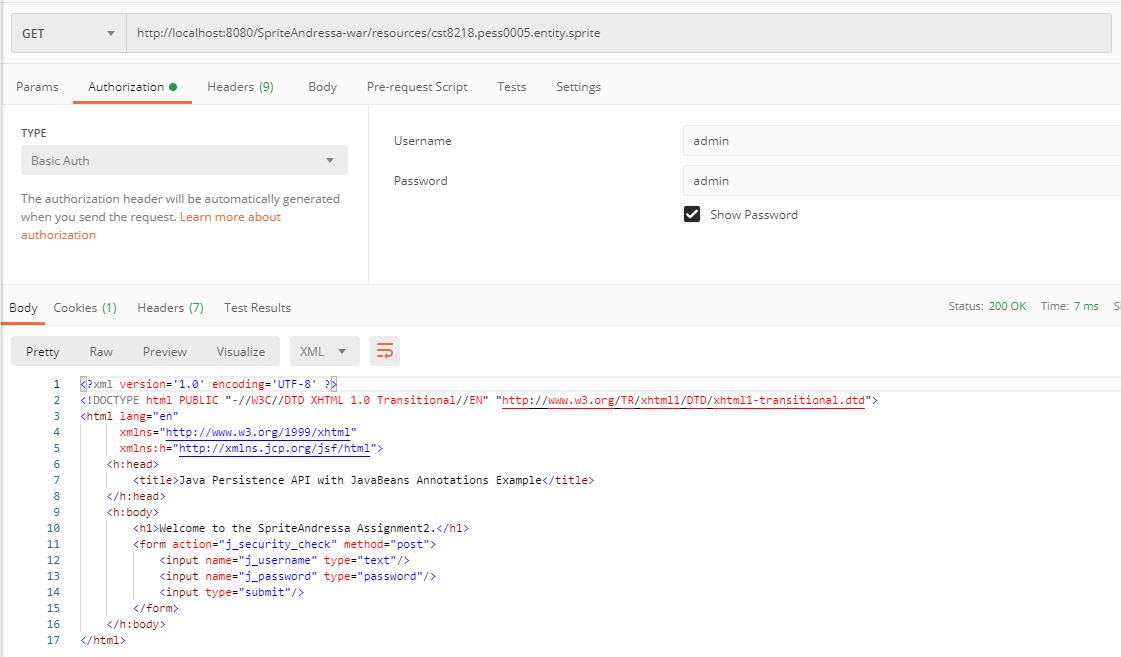 GET http://localhost:8080/SpriteAndressa-war/resources/cst8218.pess0005.entity.sprite
Params Authorization Headers (9) Body Pre-request Script Tests Settings
TYPE
Basic Auth
The authorization header will be automatically generated
when you send the request. Learn more about
authorization
Username admin
Password admin
Show Password
Body Cookies (1) Headers (7) Test Results Status: 200 OK Time: 7 ms
Pretty Raw Preview Visualize XML
1 <?xml version='1.0' encoding='UTF-8' ?>
2 <!DOCTYPE html PUBLIC "-//W3C//DTD XHTML 1.0 Transitional//EN" "http://www.w3.org/TR/xhtml1/DTD/xhtml1-transitional.dtd">
3 <html lang="en"
4 xmlns="http://www.w3.org/1999/xhtml"
5 xmlns:h="http://xmlns.jcp.org/jsf/html">
6 <h:head>
7 <title>Java Persistence API with JavaBeans Annotations Example</title>
8 </h:head>
9 <h:body>
10 <h1>Welcome to the SpriteAndressa Assignment2.</h1>
11 <form action="j_security_check" method="post">
12 <input name="j_username" type="text"/>
13 <input name="j_password" type="password"/>
14 <input type="submit"/>
15 </form>
16 </h:body>
17 </html>